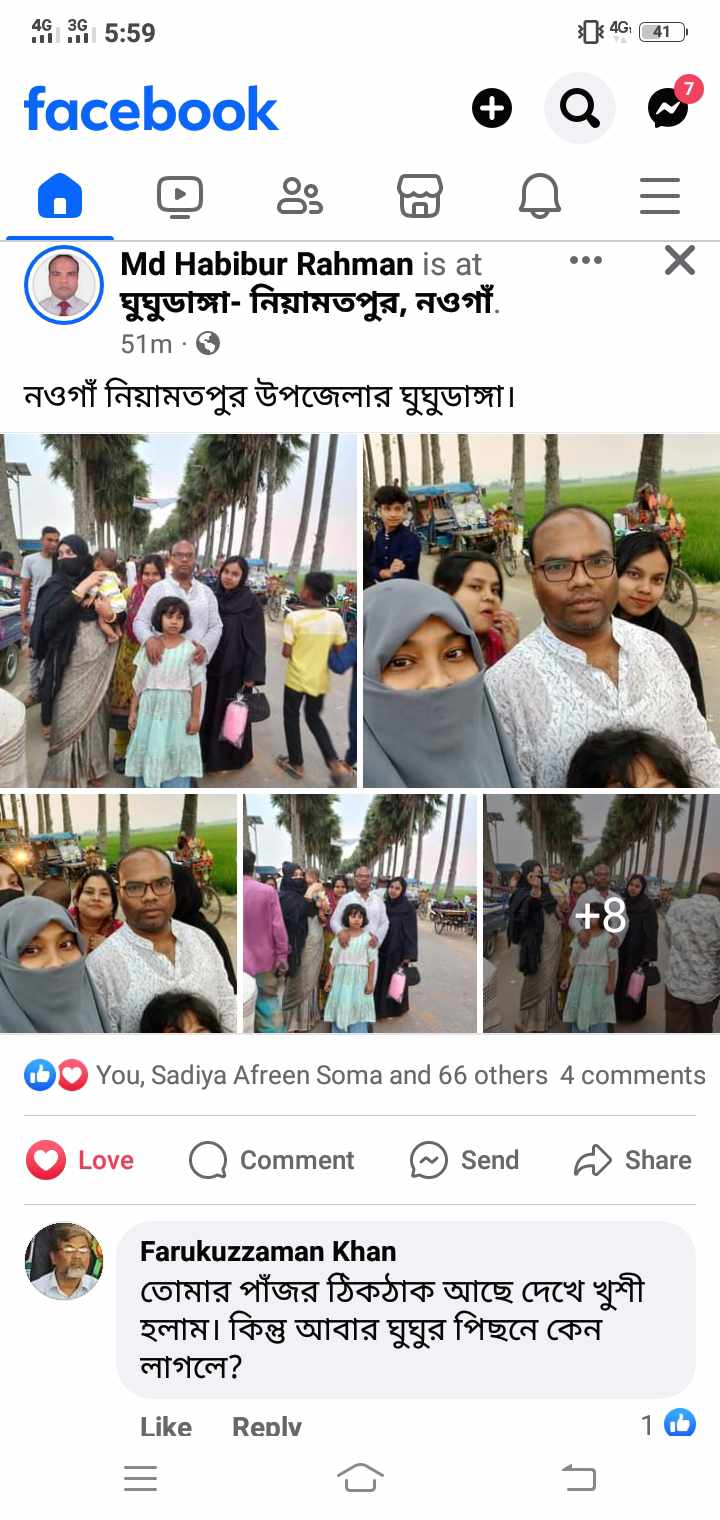 4G 3G 5:59 4G 41
facebook
7
Md Habibur Rahman is at
ঘুঘুডাঙ্গা- নিয়ামতপুর, নওগাঁ.
51m ·
নওগাঁ নিয়ামতপুর উপজেলার ঘুঘুডাঙ্গা।
+8
You, Sadiya Afreen Soma and 66 others 4 comments
Love Comment Send Share
Farukuzzaman Khan
তোমার পাঁজর ঠিকঠাক আছে দেখে খুশী
হলাম। কিন্তু আবার ঘুঘুর পিছনে কেন
লাগলে?
Like Reply 1